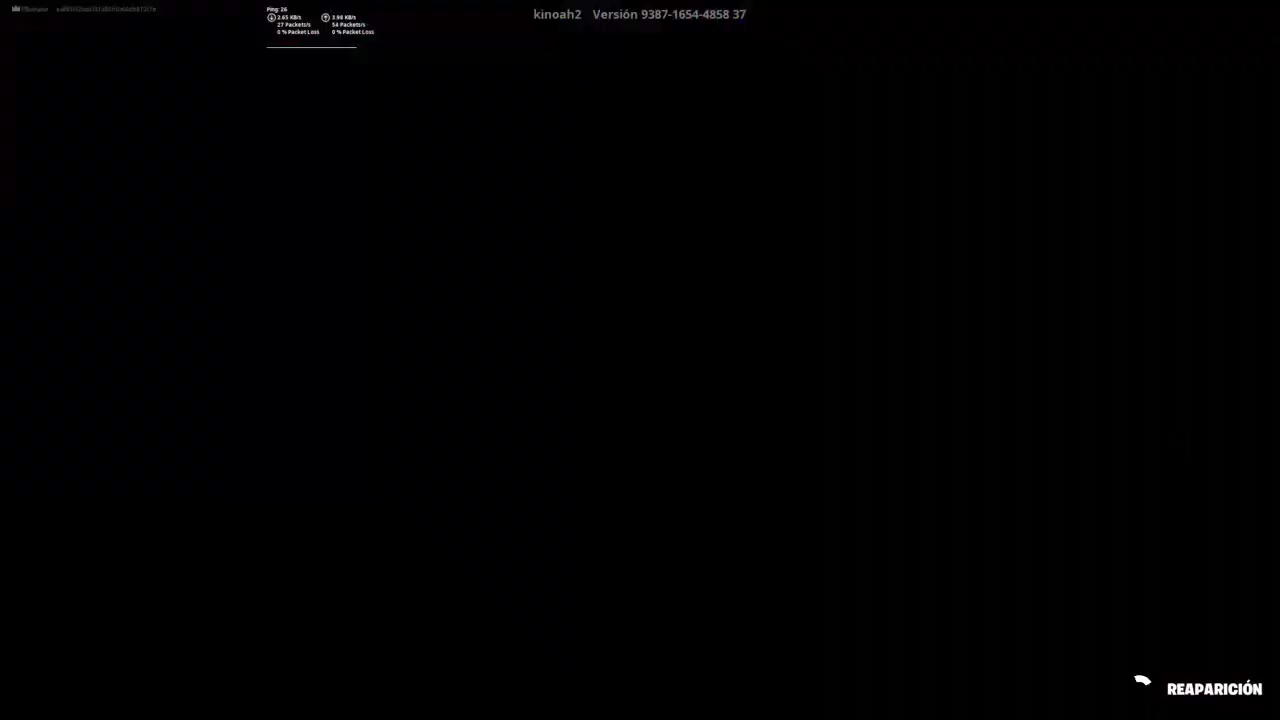 Ping: 26
2.65 KB/s 3.98 KB/s
27 Packets/s 54 Packets/s
0 % Packet Loss 0 % Packet Loss
kinoah2 Versión 9387-1654-4858 37
REAPARICIÓN